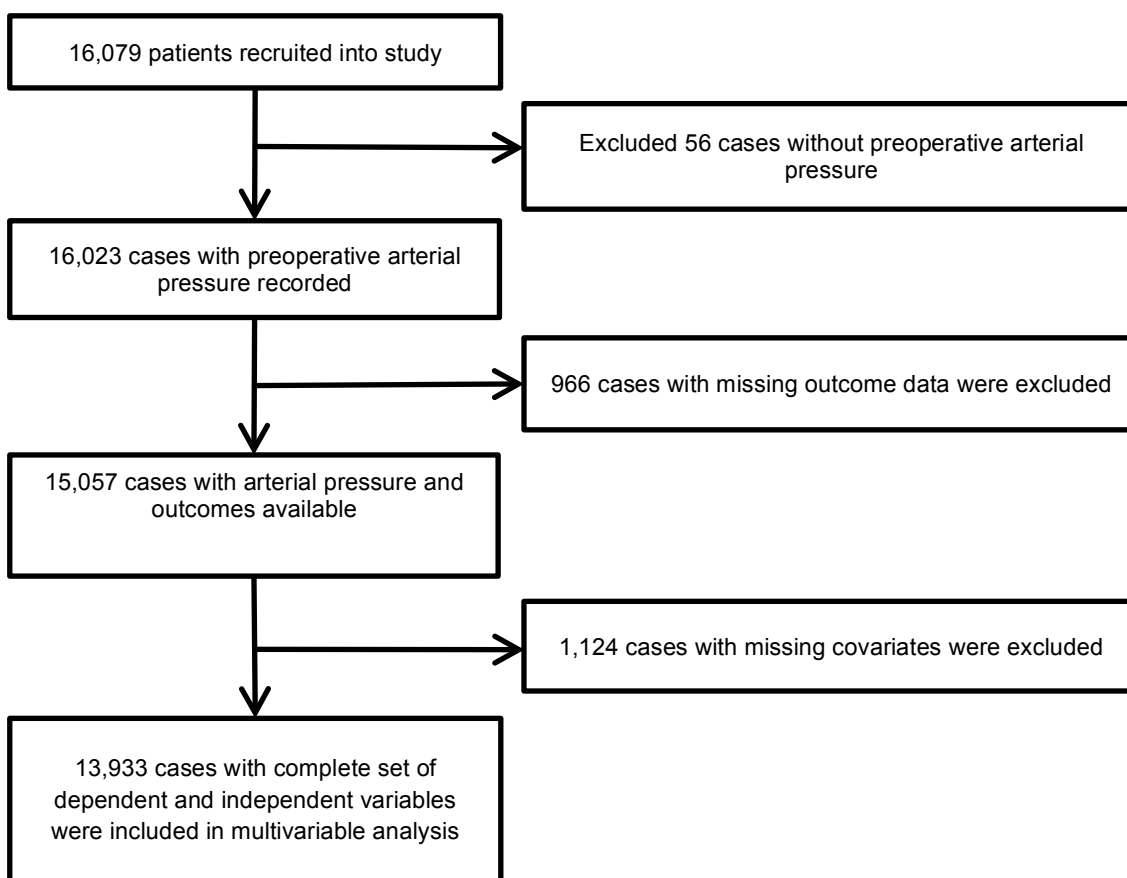 16,079 patients recruited into study
Excluded 56 cases without preoperative arterial
pressure
16,023 cases with preoperative arterial
pressure recorded
966 cases with missing outcome data were excluded
15,057 cases with arterial pressure and
outcomes available
1,124 cases with missing covariates were excluded
13,933 cases with complete set of
dependent and independent variables
were included in multivariable analysis